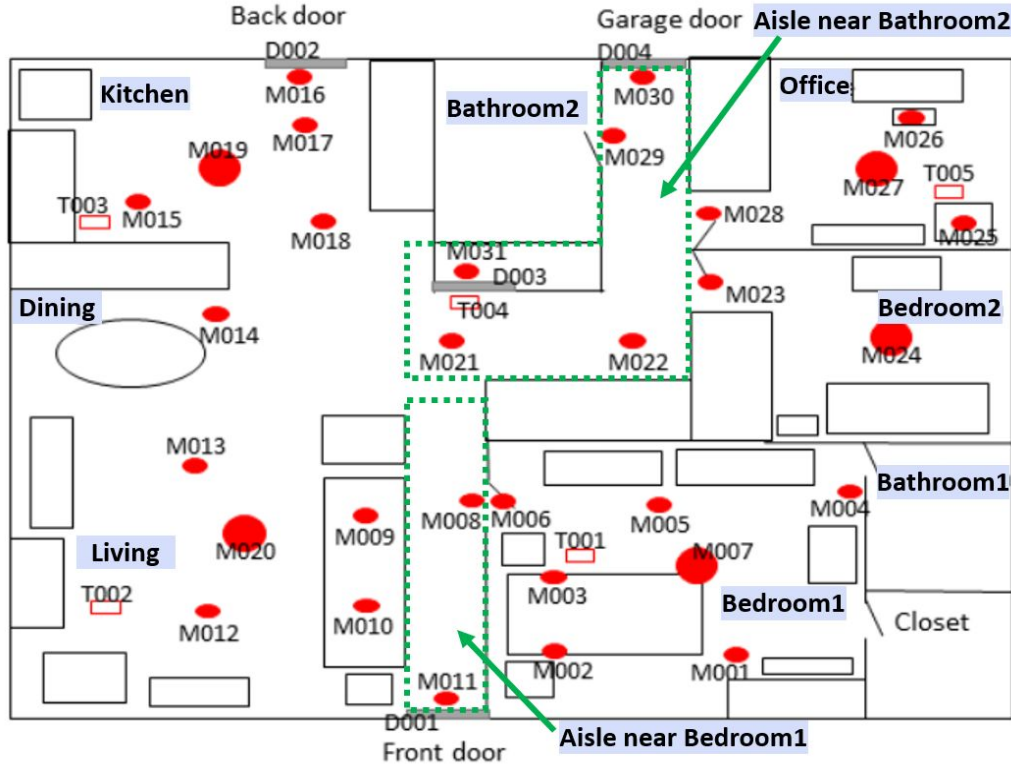 Back door
Garage door
Aisle near Bathroom2
D002
D004
Kitchen
M016
M030
Bathroom2
Office
M017
M029
M026
M019
M027
T005
T003
M015
M018
M028
M025
M031
D003
Dining
M014
T004
M023
Bedroom2
M021
M022
M024
M013
Bathroom1
M008
M006
M005
M004
M009
Living
M020
T001
M007
T002
M003
Bedroom1
M012
M010
Closet
M011
M002
M001
D001
Front door
Aisle near Bedroom1